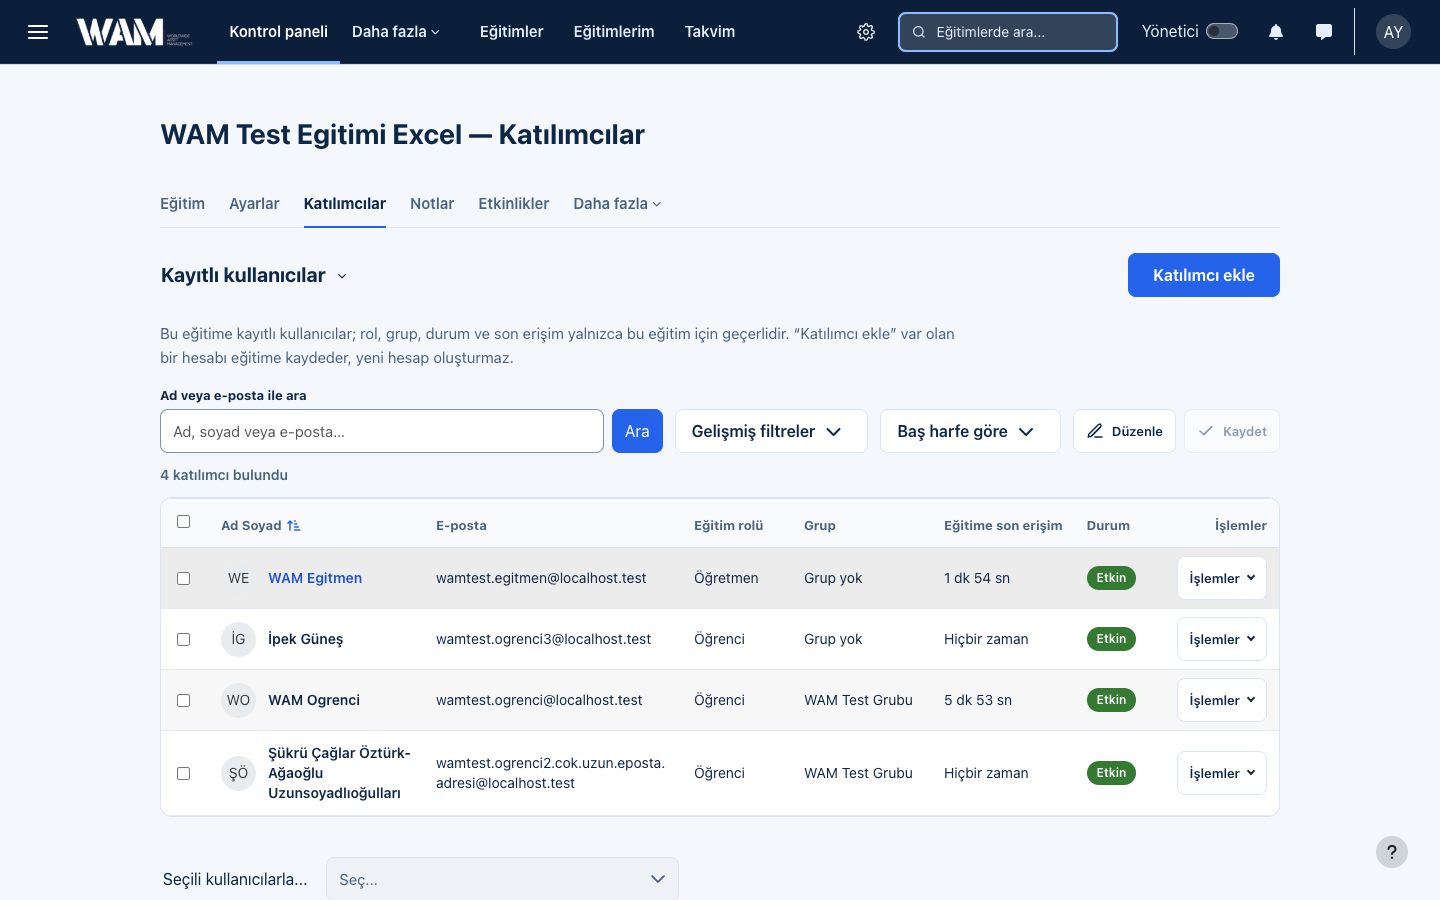 WAM
Kontrol paneli
Daha fazla
Eğitimler
Eğitimlerim
Takvim
Eğitimlerde ara...
Yönetici
AY
WAM Test Egitimi Excel — Katılımcılar
Eğitim
Ayarlar
Katılımcılar
Notlar
Etkinlikler
Daha fazla
Kayıtlı kullanıcılar
Katılımcı ekle
Bu eğitime kayıtlı kullanıcılar; rol, grup, durum ve son erişim yalnızca bu eğitim için geçerlidir. “Katılımcı ekle” var olan
bir hesabı eğitime kaydeder, yeni hesap oluşturmaz.
Ad veya e-posta ile ara
Ad, soyad veya e-posta...
Ara
Gelişmiş filtreler
Baş harfe göre
Düzenle
Kaydet
4 katılımcı bulundu
Ad Soyad
E-posta
Eğitim rolü
Grup
Eğitime son erişim
Durum
İşlemler
WE
WAM Egitmen
wamtest.egitmen@localhost.test
Öğretmen
Grup yok
1 dk 54 sn
Etkin
İşlemler
İG
İpek Güneş
wamtest.ogrenci3@localhost.test
Öğrenci
Grup yok
Hiçbir zaman
Etkin
İşlemler
WO
WAM Ogrenci
wamtest.ogrenci@localhost.test
Öğrenci
WAM Test Grubu
5 dk 53 sn
Etkin
İşlemler
ŞÖ
Şükrü Çağlar Öztürk-
Ağaoğlu
Uzunsoyadlıoğulları
wamtest.ogrenci2.cok.uzun.eposta.
adresi@localhost.test
Öğrenci
WAM Test Grubu
Hiçbir zaman
Etkin
İşlemler
?
Seçili kullanıcılarla...
Seç...